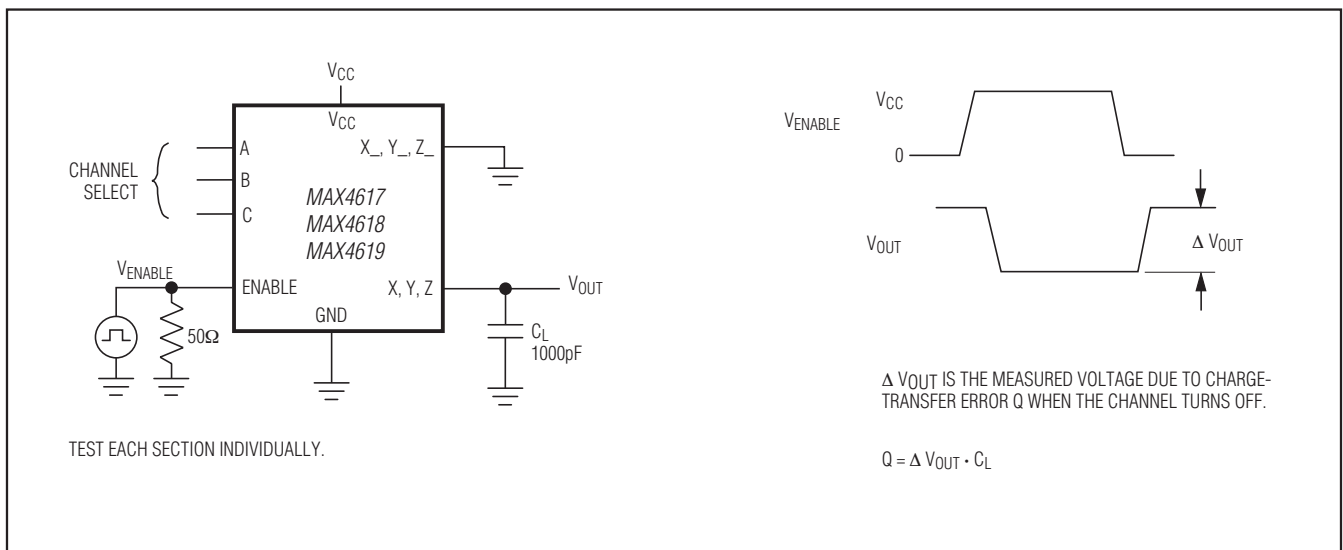 VCC
VCC
A
B
C
CHANNEL
SELECT
X_, Y_, Z_
MAX4617
MAX4618
MAX4619
VENABLE
ENABLE
X, Y, Z
VOUT
GND
50Ω
CL
1000pF
TEST EACH SECTION INDIVIDUALLY.
VENABLE
VCC
0
VOUT
Δ VOUT
Δ VOUT IS THE MEASURED VOLTAGE DUE TO CHARGE-
TRANSFER ERROR Q WHEN THE CHANNEL TURNS OFF.
Q = Δ VOUT · CL